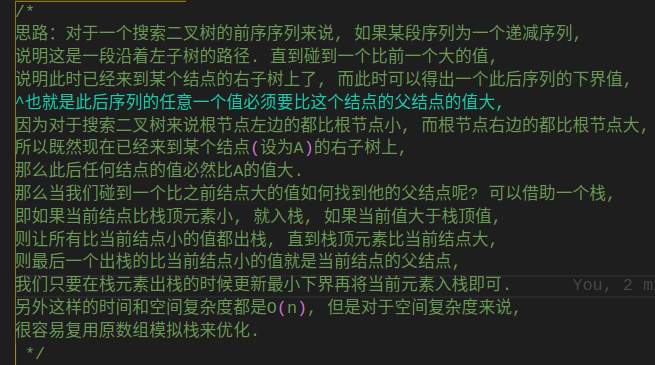 /*
思路: 对于一个搜索二叉树的前序序列来说, 如果某段序列为一个递减序列,
说明这是一段沿着左子树的路径. 直到碰到一个比前一个大的值,
说明此时已经来到某个结点的右子树上了, 而此时可以得出一个此后序列的下界值,
^也就是此后序列的任意一个值必须要比这个结点的父结点的值大,
因为对于搜索二叉树来说根节点左边的都比根节点小, 而根节点右边的都比根节点大,
所以既然现在已经来到某个结点(设为A)的右子树上,
那么此后任何结点的值必然比A的值大.
那么当我们碰到一个比之前结点大的值如何找到他的父结点呢? 可以借助一个栈,
即如果当前结点比栈顶元素小, 就入栈, 如果当前值大于栈顶值,
则让所有比当前结点小的值都出栈, 直到栈顶元素比当前结点大,
则最后一个出栈的比当前结点小的值就是当前结点的父结点,
我们只要在栈元素出栈的时候更新最小下界再将当前元素入栈即可. You, 2 m
另外这样的时间和空间复杂度都是O(n), 但是对于空间复杂度来说,
很容易复用原数组模拟栈来优化.
*/